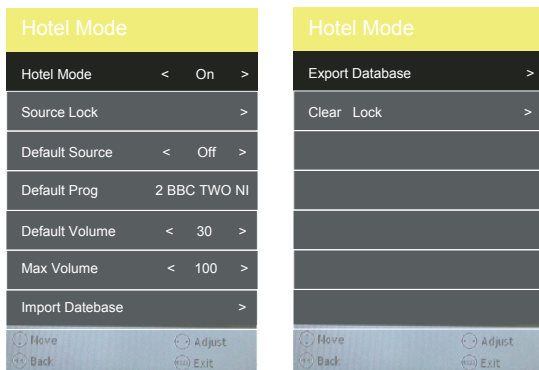 Hotel Mode
Hotel Mode < On >
Source Lock >
Default Source < Off >
Default Prog 2 BBC TWO NI
Default Volume < 30 >
Max Volume < 100 >
Import Datebase >
Move Adjust
Back Exit
Hotel Mode
Export Database >
Clear Lock >
Move Adjust
Back Exit